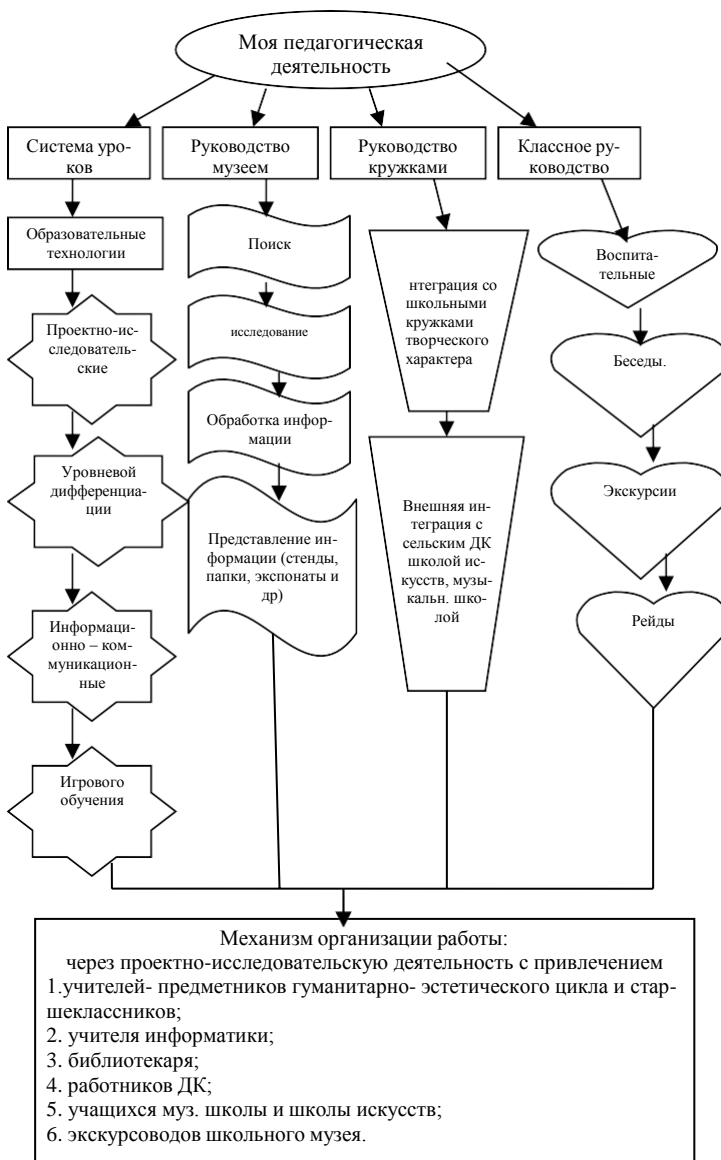 Моя педагогическая
деятельность
Система уро-
ков
Руководство
музеем
Руководство
кружками
Классное ру-
ководство
Образовательные
технологии
Проектно-ис-
следователь-
ские
Уровневой
дифференциа-
ции
Информаци-
онно – ком-
муникацион-
ные
Игрового
обучения
Поиск
исследование
Обработка инфор-
мации
Представление ин-
формации (стенды,
папки, экспонаты и
др)
нтеграция со
школьными
кружками
творческого
характера
Внешняя ин-
теграция с
сельским ДК
школой ис-
кусств, музы-
кальн. шко-
лой
Воспита-
тельные
Беседы.
Экскурсии
Рейды
Механизм организации работы:
через проектно-исследовательскую деятельность с привлечением
1.учителей- предметников гуманитарно- эстетического цикла и стар-
шеклассников;
2. учителя информатики;
3. библиотекаря;
4. работников ДК;
5. учащихся муз. школы и школы искусств;
6. экскурсоводов школьного музея.